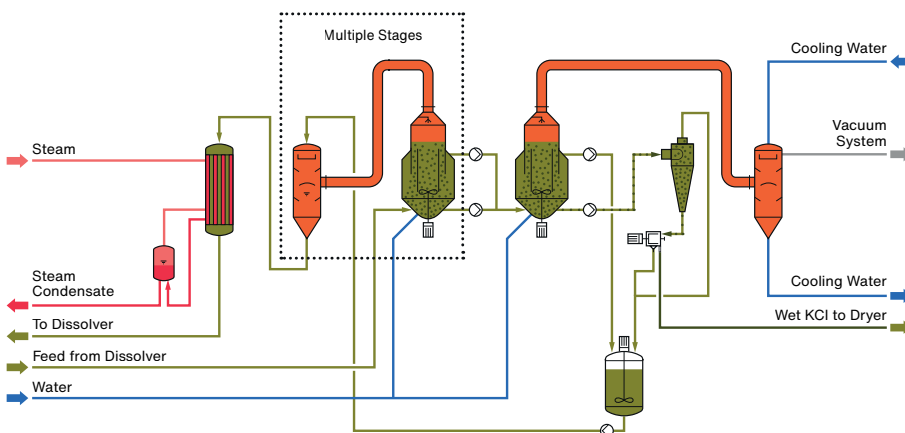 Multiple Stages
Cooling Water
Vacuum
System
Steam
Steam
Condensate
Cooling Water
To Dissolver
Wet KCl to Dryer
Feed from Dissolver
Water